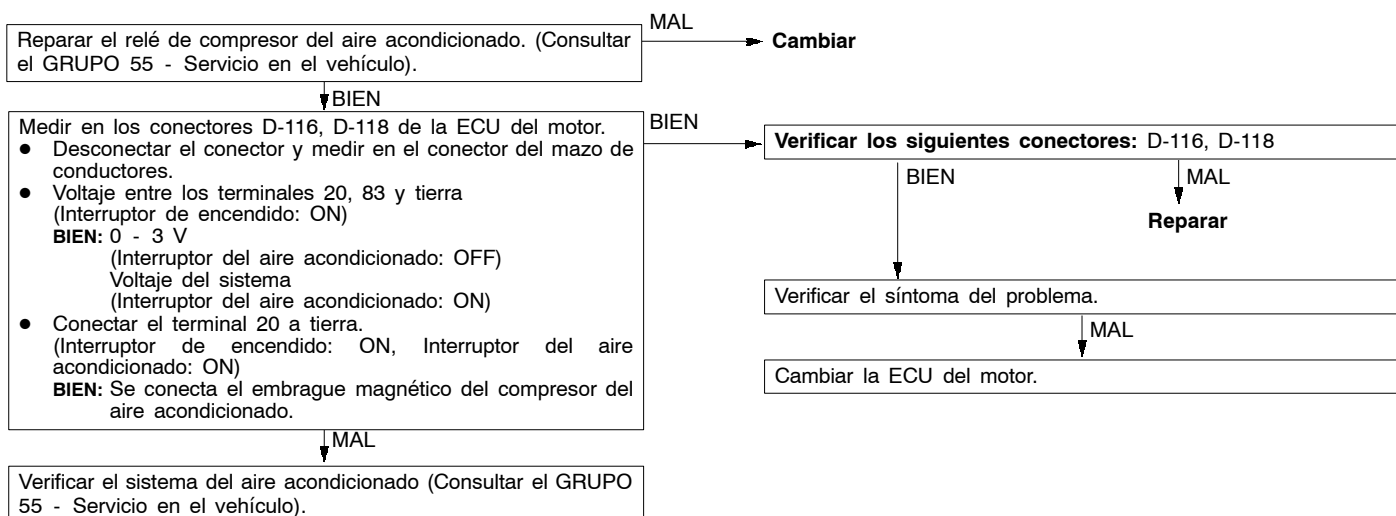 Reparar el relé de compresor del aire acondicionado. (Consultar
el GRUPO 55 - Servicio en el vehículo).
MAL
Cambiar
BIEN
Medir en los conectores D-116, D-118 de la ECU del motor.
● Desconectar el conector y medir en el conector del mazo de
conductores.
● Voltaje entre los terminales 20, 83 y tierra
(Interruptor de encendido: ON)
BIEN: 0 - 3 V
(Interruptor del aire acondicionado: OFF)
Voltaje del sistema
(Interruptor del aire acondicionado: ON)
● Conectar el terminal 20 a tierra.
(Interruptor de encendido: ON, Interruptor del aire
acondicionado: ON)
BIEN: Se conecta el embrague magnético del compresor del
aire acondicionado.
BIEN
Verificar los siguientes conectores: D-116, D-118
BIEN
MAL
Reparar
Verificar el síntoma del problema.
MAL
Cambiar la ECU del motor.
MAL
Verificar el sistema del aire acondicionado (Consultar el GRUPO
55 - Servicio en el vehículo).